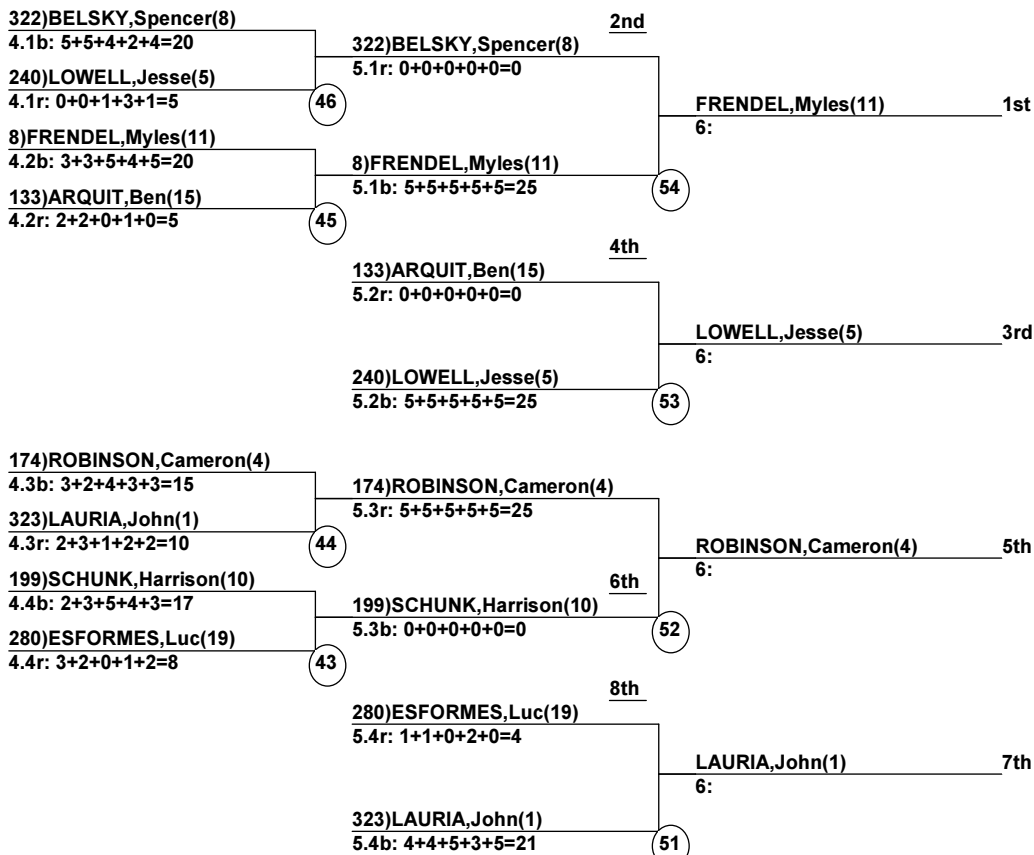 322)BELSKY,Spencer(8)
4.1b: 5+5+4+2+4=20
240)LOWELL,Jesse(5)
4.1r: 0+0+1+3+1=5
46
8)FRENDEL,Myles(11)
4.2b: 3+3+5+4+5=20
133)ARQUIT,Ben(15)
4.2r: 2+2+0+1+0=5
45
2nd
322)BELSKY,Spencer(8)
5.1r: 0+0+0+0+0=0
8)FRENDEL,Myles(11)
5.1b: 5+5+5+5+5=25
54
FRENDEL,Myles(11) 1st
6:
4th
133)ARQUIT,Ben(15)
5.2r: 0+0+0+0+0=0
240)LOWELL,Jesse(5)
5.2b: 5+5+5+5+5=25
53
LOWELL,Jesse(5) 3rd
6:
174)ROBINSON,Cameron(4)
4.3b: 3+2+4+3+3=15
323)LAURIA,John(1)
4.3r: 2+3+1+2+2=10
44
199)SCHUNK,Harrison(10)
4.4b: 2+3+5+4+3=17
280)ESFORMES,Luc(19)
4.4r: 3+2+0+1+2=8
43
174)ROBINSON,Cameron(4)
5.3r: 5+5+5+5+5=25
6th
199)SCHUNK,Harrison(10)
5.3b: 0+0+0+0+0=0
52
ROBINSON,Cameron(4) 5th
6:
8th
280)ESFORMES,Luc(19)
5.4r: 1+1+0+2+0=4
323)LAURIA,John(1)
5.4b: 4+4+5+3+5=21
51
LAURIA,John(1) 7th
6: